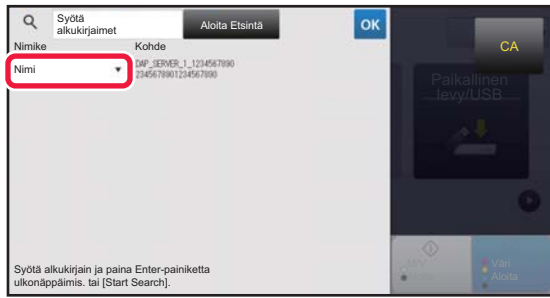 Syötä
alkukirjaimet
Aloita Etsintä
OK
CA
Nimike
Kohde
Nimi
DAP_SERVER_1_1234567890
2345678901234567890
Paikallinen
levy/USB
Syötä alkukirjain ja paina Enter-painiketta
ulkonäppäimis. tai [Start Search].
M/V
Väri
Aloita